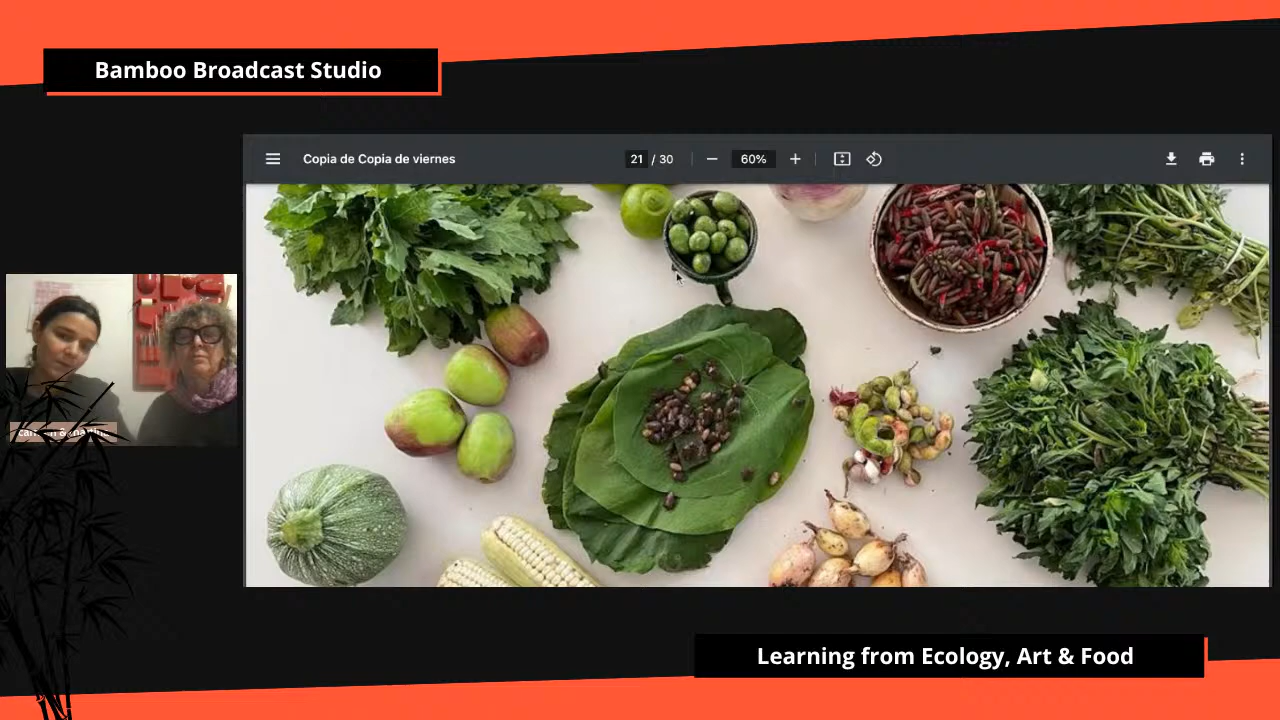 Bamboo Broadcast Studio
Copia de Copia de viernes
21 / 30
60%
Learning from Ecology, Art & Food